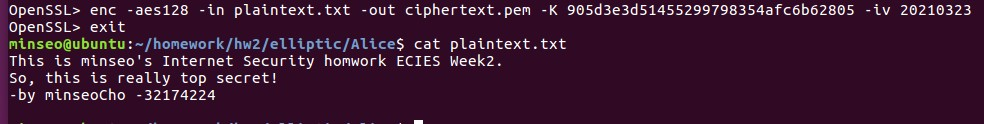 OpenSSL> enc -aes128 -in plaintext.txt -out ciphertext.pem -K 905d3e3d51455299798354afc6b62805 -iv 20210323
OpenSSL> exit
minseo@ubuntu:~/homework/hw2/elliptic/Alice$ cat plaintext.txt
This is minseo's Internet Security homwork ECIES Week2.
So, this is really top secret!
-by minseoCho -32174224